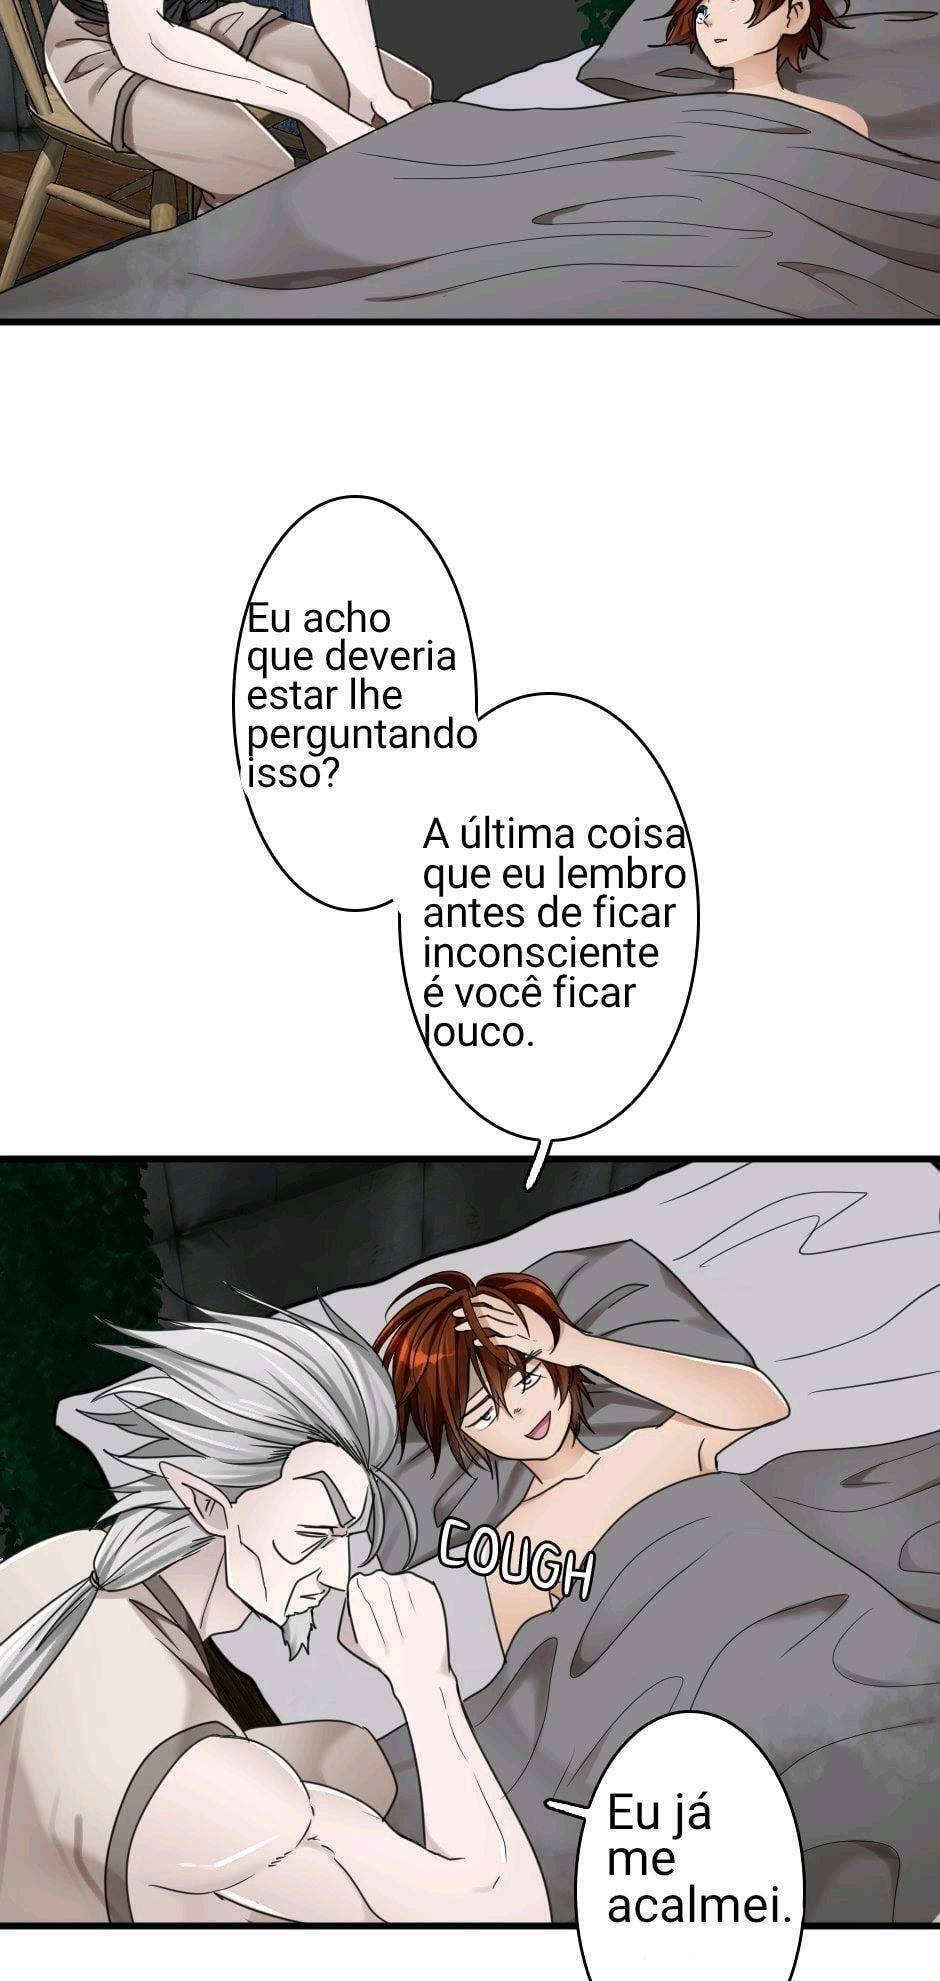 Eu acho
que deveria
estar lhe
perguntando
isso?
A última coisa
que eu lembro
antes de ficar
inconsciente
é você ficar
louco.
COUGH
Eu já
me
acalmei.